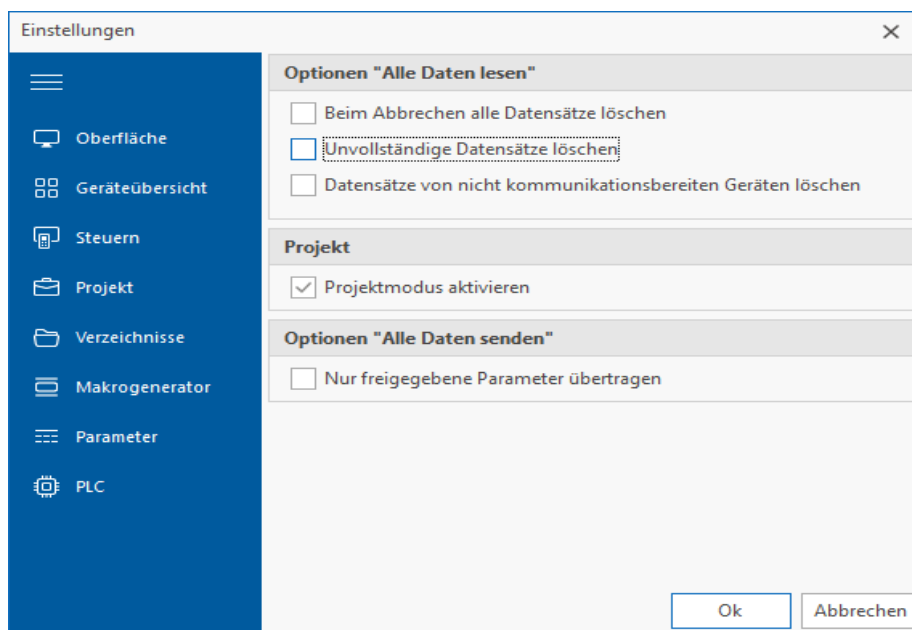 Einstellungen
Oberfläche
Geräteübersicht
Steuern
Projekt
Verzeichnisse
Makrogenerator
Parameter
PLC
Optionen "Alle Daten lesen"
Beim Abbrechen alle Datensätze löschen
Unvollständige Datensätze löschen
Datensätze von nicht kommunikationsbereiten Geräten löschen
Projekt
Projektmodus aktivieren
Optionen "Alle Daten senden"
Nur freigegebene Parameter übertragen
Ok
Abbrechen